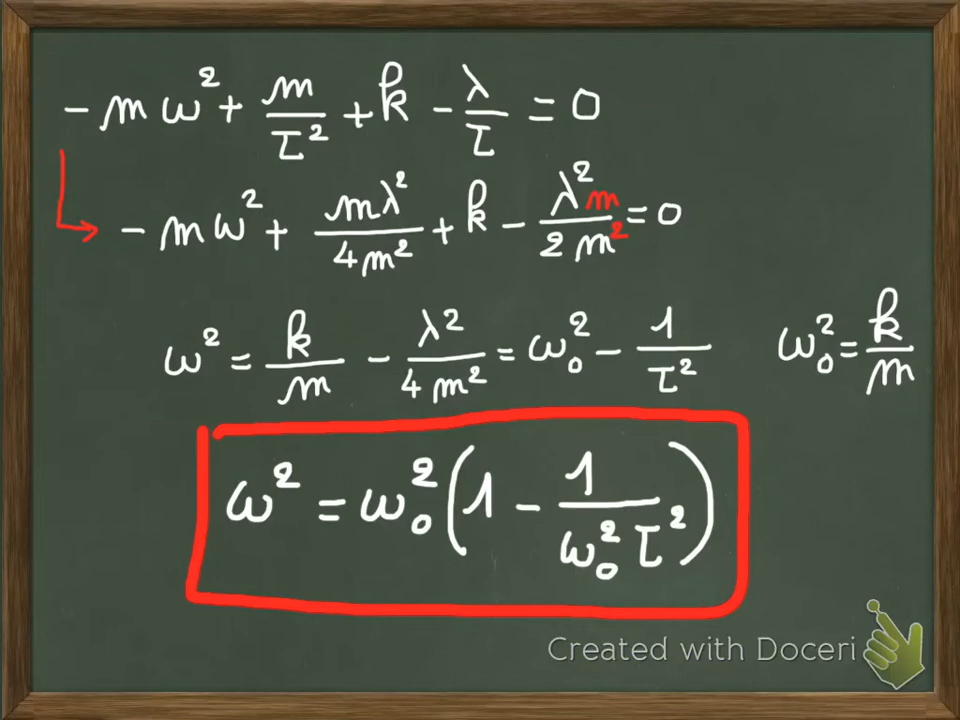 -mω²+ m/τ² +k - λ/τ = 0
-mω²+ mλ²/4m² +k - λ²m/2m² = 0
ω² = k/m - λ²/4m² = ω₀² - 1/τ² ω₀² = k/m
ω² = ω₀²(1 - 1/ω₀²τ²)
Created with Doceri